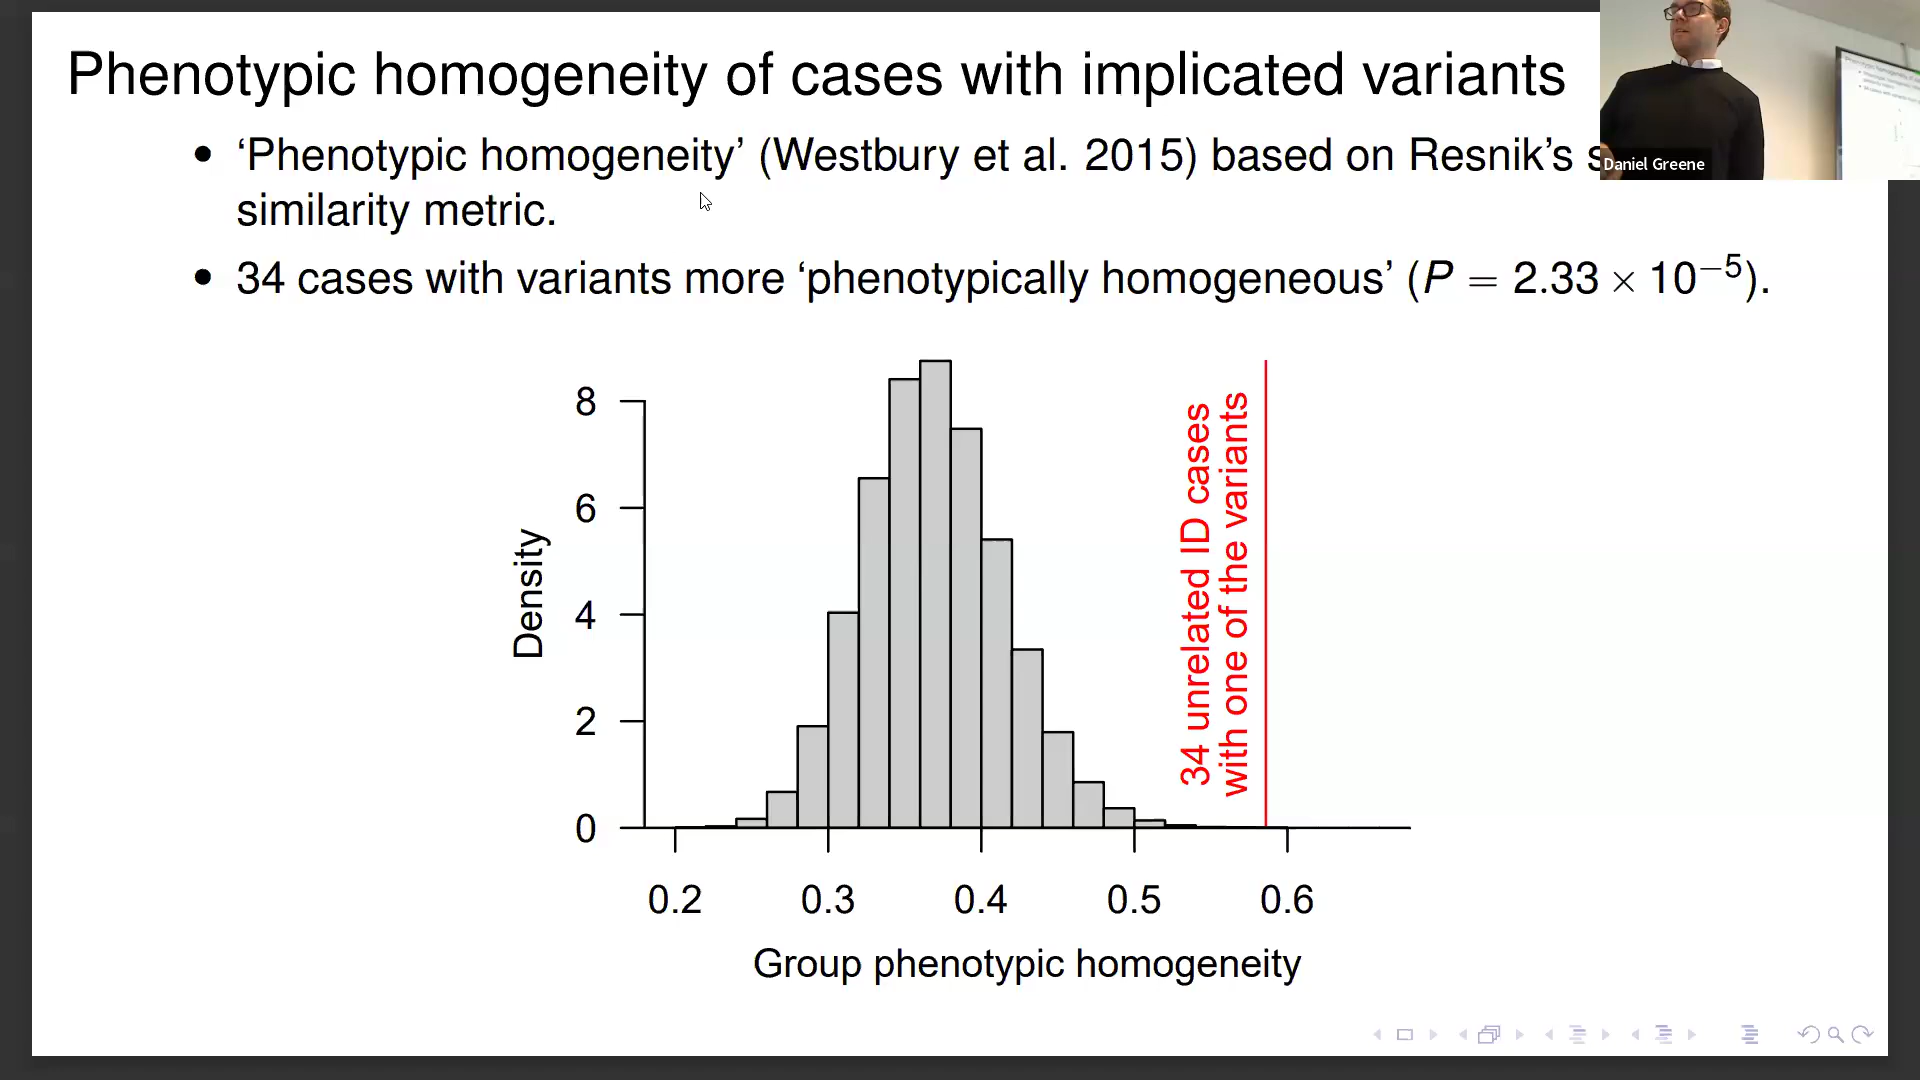 Phenotypic homogeneity of cases with implicated variants
• ‘Phenotypic homogeneity’ (Westbury et al. 2015) based on Resnik’s
similarity metric.
• 34 cases with variants more ‘phenotypically homogeneous’ (P = 2.33 × 10⁻⁵).
Daniel Greene
8
6
4
2
0
Density
34 unrelated ID cases
with one of the variants
0.2 0.3 0.4 0.5 0.6
Group phenotypic homogeneity